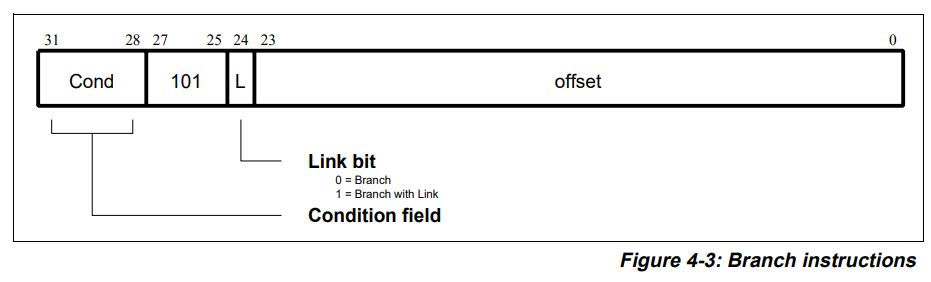 31 28 27 25 24 23 0
Cond 101 L offset
Link bit
0 = Branch
1 = Branch with Link
Condition field
Figure 4-3: Branch instructions